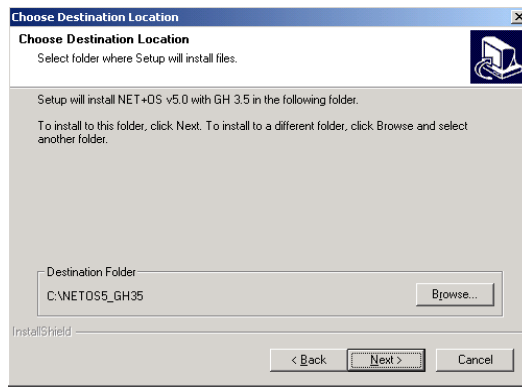 Choose Destination Location
Choose Destination Location
Select folder where Setup will install files.
Setup will install NET+OS v5.0 with GH 3.5 in the following folder.
To install to this folder, click Next. To install to a different folder, click Browse and select
another folder.
Destination Folder
C:\NETOS5_GH35
Browse...
InstallShield
< Back
Next >
Cancel